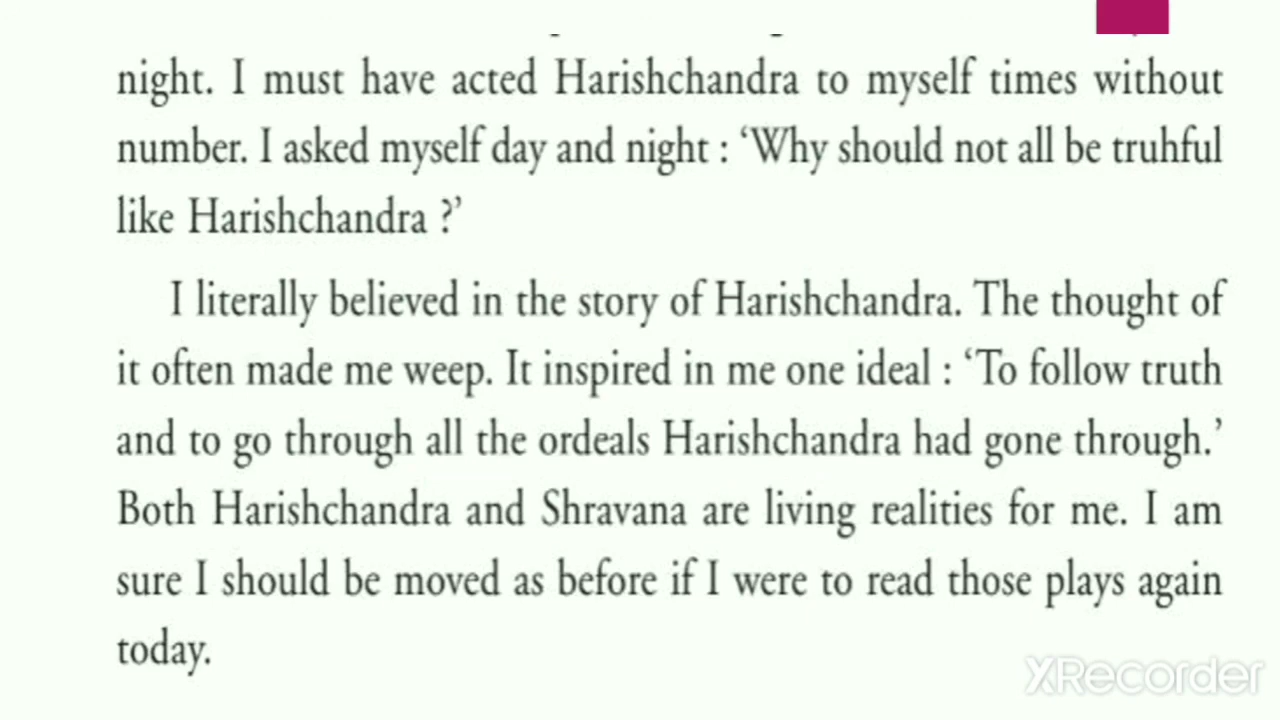 night. I must have acted Harishchandra to myself times without
number. I asked myself day and night : ‘Why should not all be truhful
like Harishchandra ?’
I literally believed in the story of Harishchandra. The thought of
it often made me weep. It inspired in me one ideal : ‘To follow truth
and to go through all the ordeals Harishchandra had gone through.’
Both Harishchandra and Shravana are living realities for me. I am
sure I should be moved as before if I were to read those plays again
today.
XRecorder